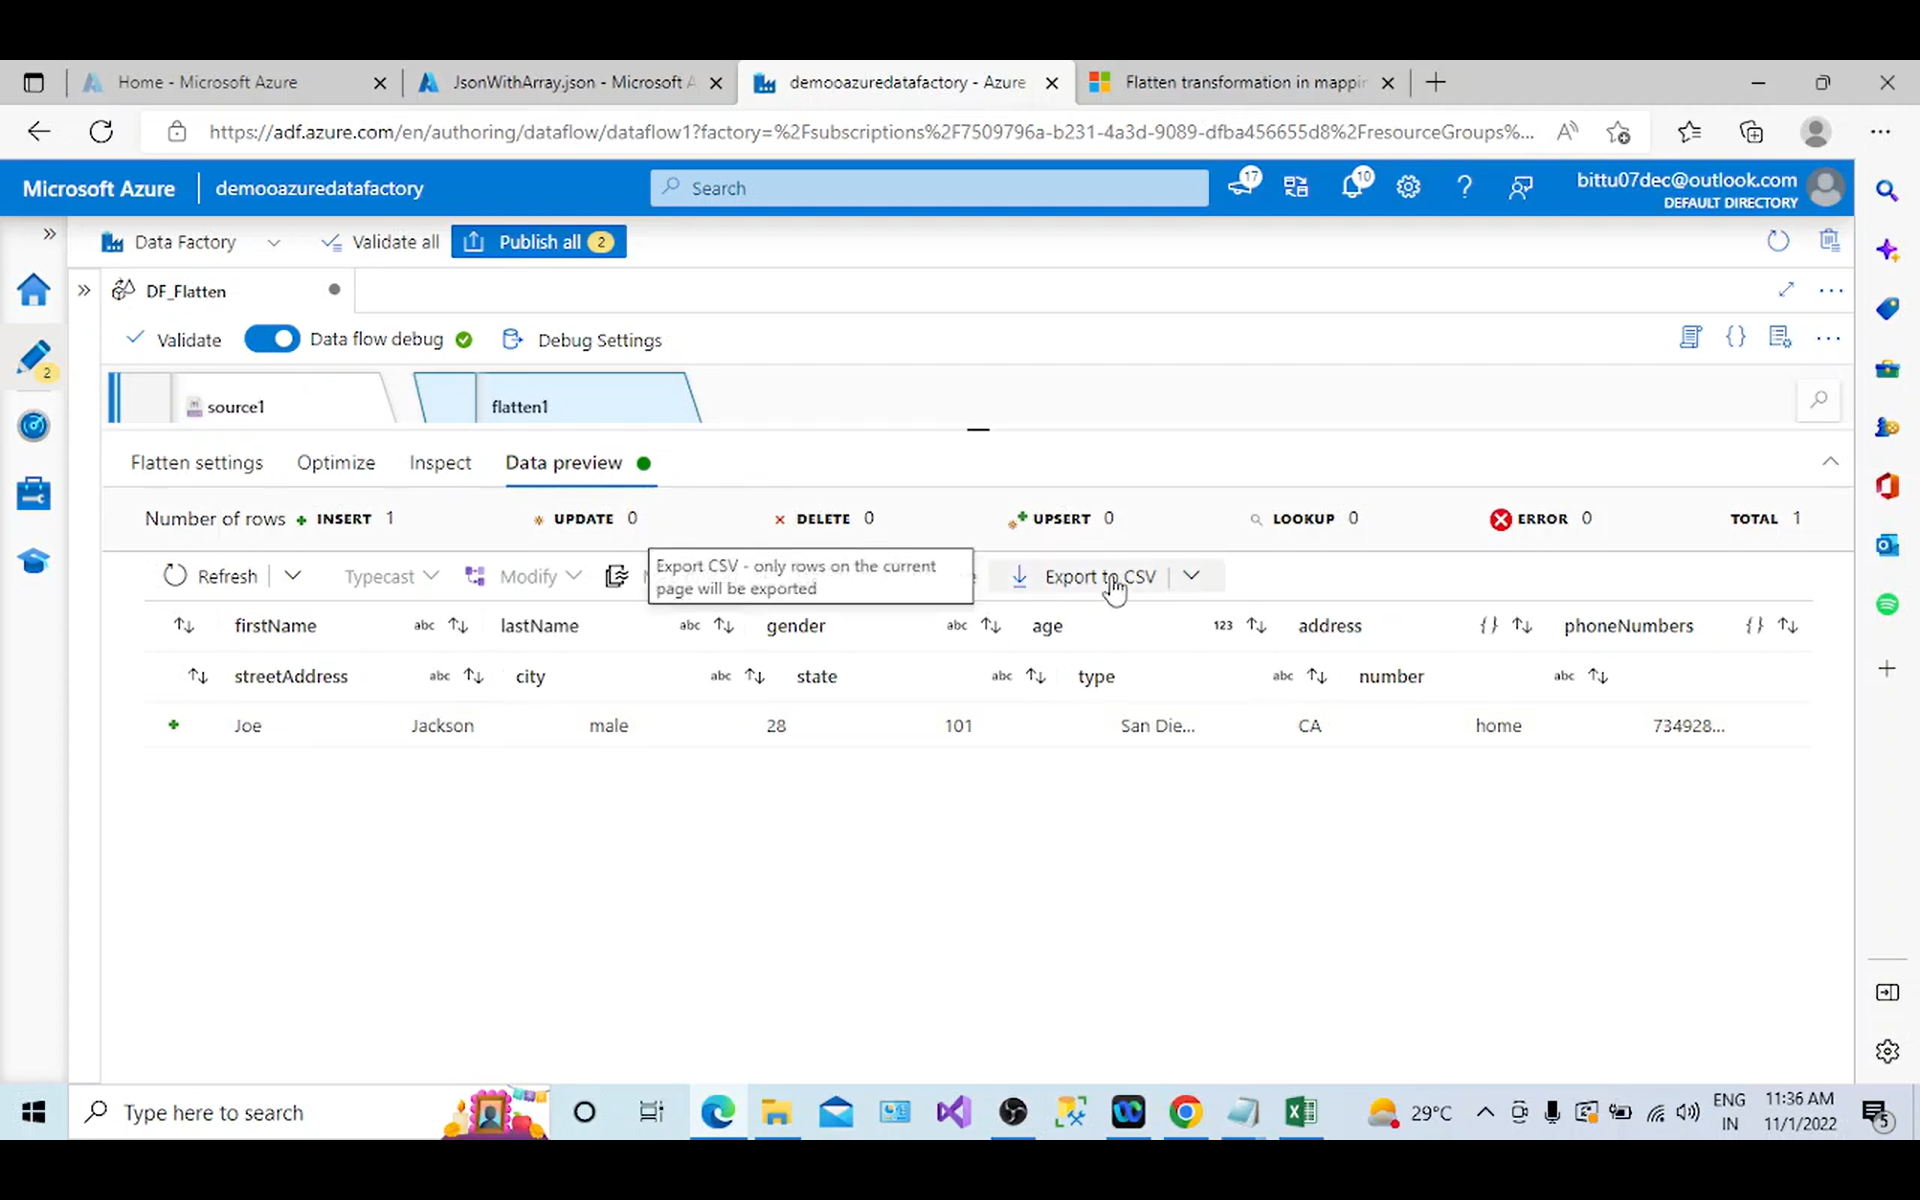 Home - Microsoft Azure
JsonWithArray.json - Microsoft A
demooazuredatafactory - Azure
Flatten transformation in mappin
https://adf.azure.com/en/authoring/dataflow/dataflow1?factory=%2Fsubscriptions%2F7509796a-b231-4a3d-9089-dfba456655d8%2FresourceGroups%...
Microsoft Azure
demooazuredatafactory
Search
17
10
bittu07dec@outlook.com
DEFAULT DIRECTORY
Data Factory
Validate all
Publish all 2
DF_Flatten
2
Validate
Data flow debug
Debug Settings
source1
flatten1
Flatten settings
Optimize
Inspect
Data preview
Number of rows + INSERT 1
UPDATE 0
DELETE 0
UPSERT 0
LOOKUP 0
ERROR 0
TOTAL 1
Refresh
Typecast
Modify
Export CSV - only rows on the current
page will be exported
Export to CSV
firstName abc lastName abc gender abc age 123 address {} phoneNumbers {}
streetAddress abc city abc state abc type abc number abc
Joe Jackson male 28 101 San Die... CA home 734928...
Type here to search
29°C
ENG
IN
11:36 AM
11/1/2022
5